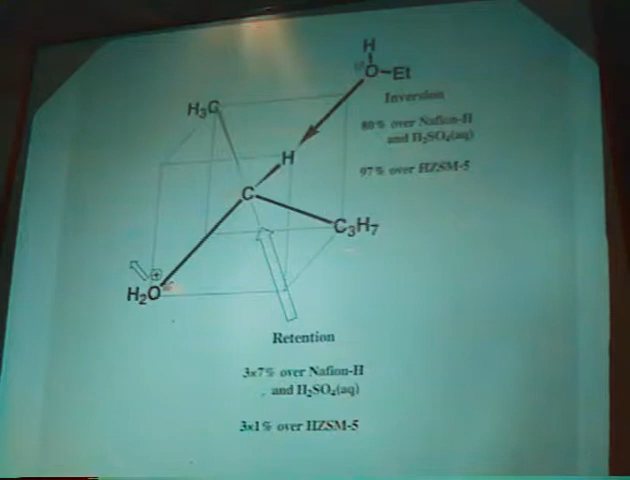 H
O-Et
Inversion
80% over Nafion-H
and H₂SO₄(aq)
97% over HZSM-5
H₃C
H
C
C₃H₇
⊕
H₂O
Retention
3x7% over Nafion-H
and H₂SO₄(aq)
3x1% over HZSM-5